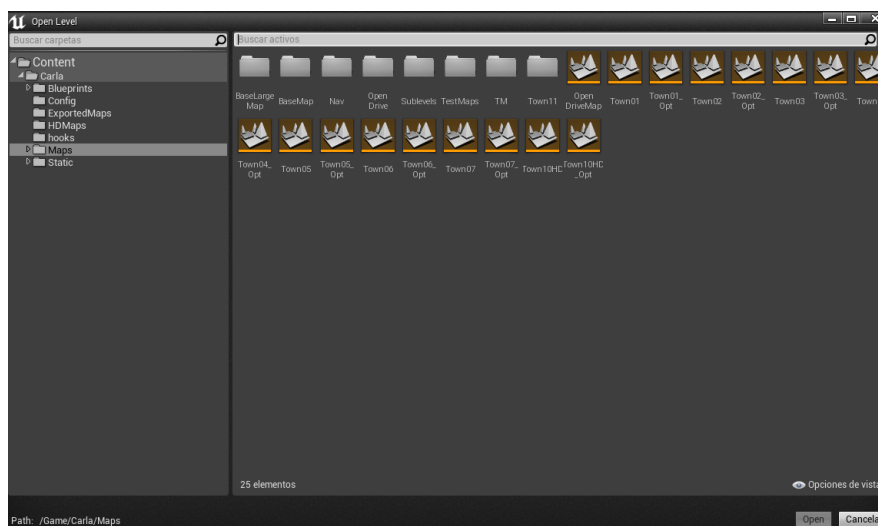 Open Level
Buscar carpetas
Buscar activos
Content
Carla
Blueprints
Config
ExportedMaps
HDMaps
hooks
Maps
Static
BaseLarge
Map
BaseMap
Nav
Open
Drive
Sublevels
TestMaps
TM
Town11
Open
DriveMap
Town01
Town01_
Opt
Town02
Town02_
Opt
Town03
Town03_
Opt
Town
Town04_
Opt
Town05
Town05_
Opt
Town06
Town06_
Opt
Town07
Town07_
Opt
Town10HD
Town10HD
_Opt
25 elementos
Opciones de vista
Path: /Game/Carla/Maps
Open
Cancela